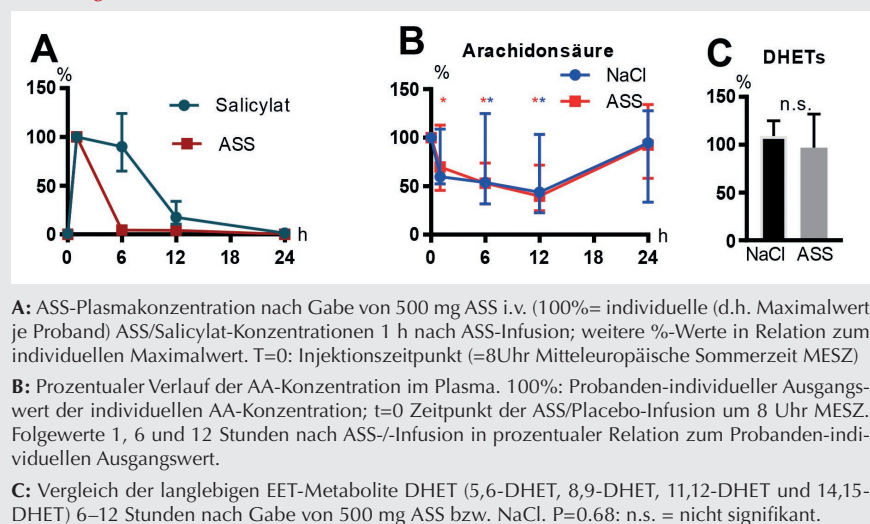 A
%
150
100
50
0
0
6
12
18
24
h
Salicylat
ASS
B
Arachidonsäure
%
150
100
50
0
0
6
12
18
24
h
NaCl
ASS
*
**
**
C
DHETs
%
150
100
50
0
n.s.
NaCl ASS
A: ASS-Plasmakonzentration nach Gabe von 500 mg ASS i.v. (100%= individuelle (d.h. Maximalwert
je Proband) ASS/Salicylat-Konzentrationen 1 h nach ASS-Infusion; weitere %-Werte in Relation zum
individuellen Maximalwert. T=0: Injektionszeitpunkt (=8Uhr Mitteleuropäische Sommerzeit MESZ)
B: Prozentualer Verlauf der AA-Konzentration im Plasma. 100%: Probanden-individueller Ausgangs-
wert der individuellen AA-Konzentration; t=0 Zeitpunkt der ASS/Placebo-Infusion um 8 Uhr MESZ.
Folgewerte 1, 6 und 12 Stunden nach ASS-/-Infusion in prozentualer Relation zum Probanden-indi-
viduellen Ausgangswert.
C: Vergleich der langlebigen EET-Metabolite DHET (5,6-DHET, 8,9-DHET, 11,12-DHET und 14,15-
DHET) 6–12 Stunden nach Gabe von 500 mg ASS bzw. NaCl. P=0.68: n.s. = nicht signifikant.